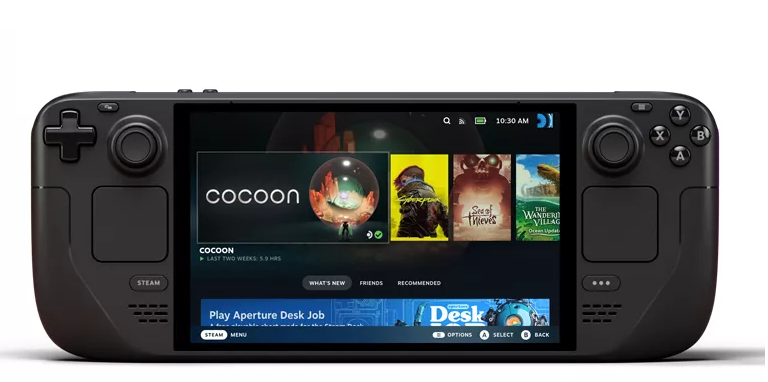 10:30 AM
COCOON
Cyberpunk
Sea of
Thieves
THE
WANDERING
VILLAGE
Ocean Update
COCOON
LAST TWO WEEKS: 5.9 HRS
WHAT'S NEW FRIENDS RECOMMENDED
Play Aperture Desk Job
Desk
STEAM MENU
OPTIONS A SELECT B BACK
Y
X B
A
STEAM